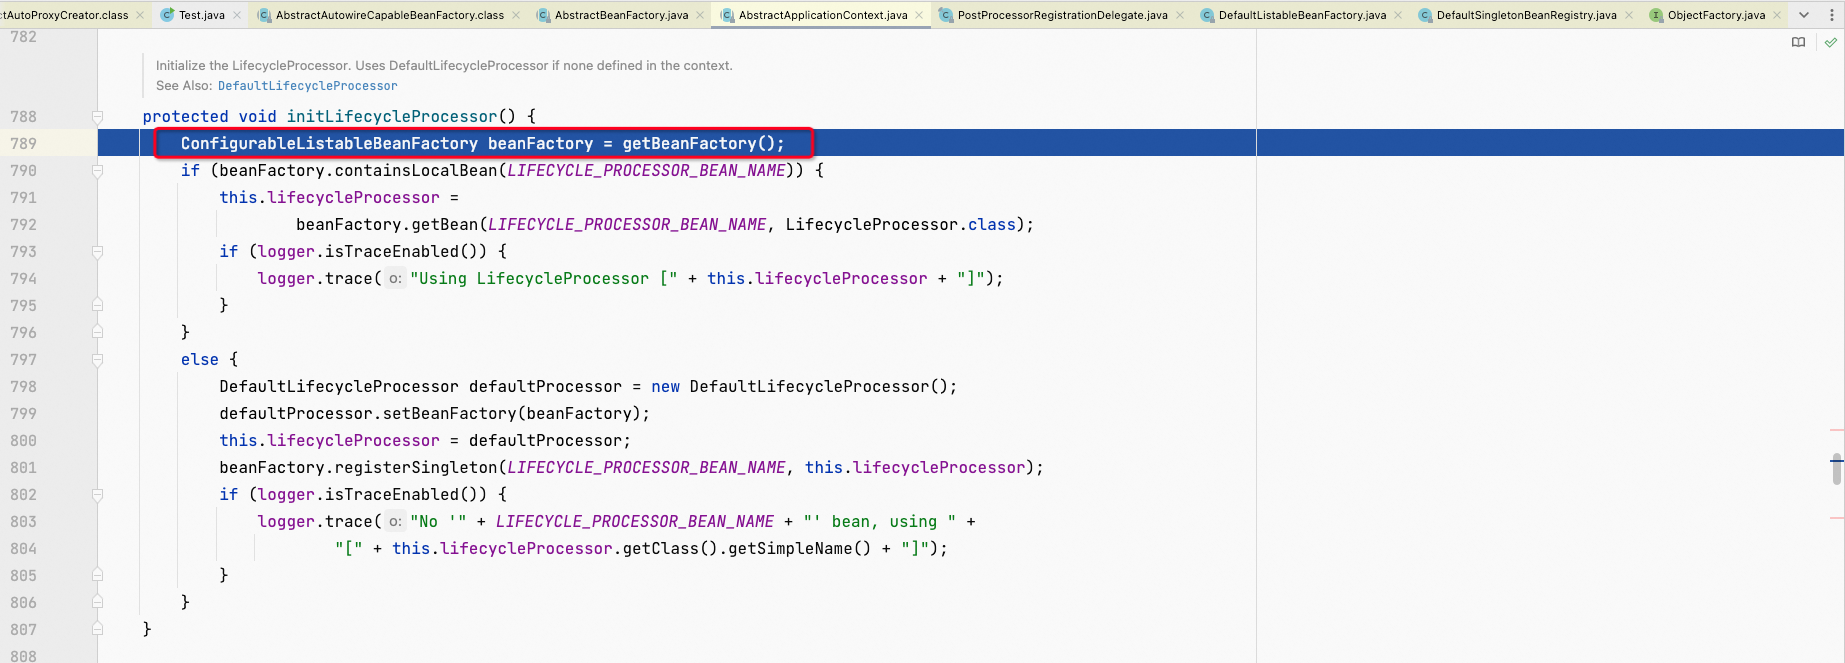 ctAutoProxyCreator.class
Test.java
AbstractAutowireCapableBeanFactory.class
AbstractBeanFactory.java
AbstractApplicationContext.java
PostProcessorRegistrationDelegate.java
DefaultListableBeanFactory.java
DefaultSingletonBeanRegistry.java
ObjectFactory.java
782
Initialize the LifecycleProcessor. Uses DefaultLifecycleProcessor if none defined in the context.
See Also: DefaultLifecycleProcessor
788 protected void initLifecycleProcessor() {
789 ConfigurableListableBeanFactory beanFactory = getBeanFactory();
790 if (beanFactory.containsLocalBean(LIFECYCLE_PROCESSOR_BEAN_NAME)) {
791 this.lifecycleProcessor =
792 beanFactory.getBean(LIFECYCLE_PROCESSOR_BEAN_NAME, LifecycleProcessor.class);
793 if (logger.isTraceEnabled()) {
794 logger.trace( o: "Using LifecycleProcessor [" + this.lifecycleProcessor + "]");
795 }
796 }
797 else {
798 DefaultLifecycleProcessor defaultProcessor = new DefaultLifecycleProcessor();
799 defaultProcessor.setBeanFactory(beanFactory);
800 this.lifecycleProcessor = defaultProcessor;
801 beanFactory.registerSingleton(LIFECYCLE_PROCESSOR_BEAN_NAME, this.lifecycleProcessor);
802 if (logger.isTraceEnabled()) {
803 logger.trace( o: "No '" + LIFECYCLE_PROCESSOR_BEAN_NAME + "' bean, using " +
804 "[" + this.lifecycleProcessor.getClass().getSimpleName() + "]");
805 }
806 }
807 }
808